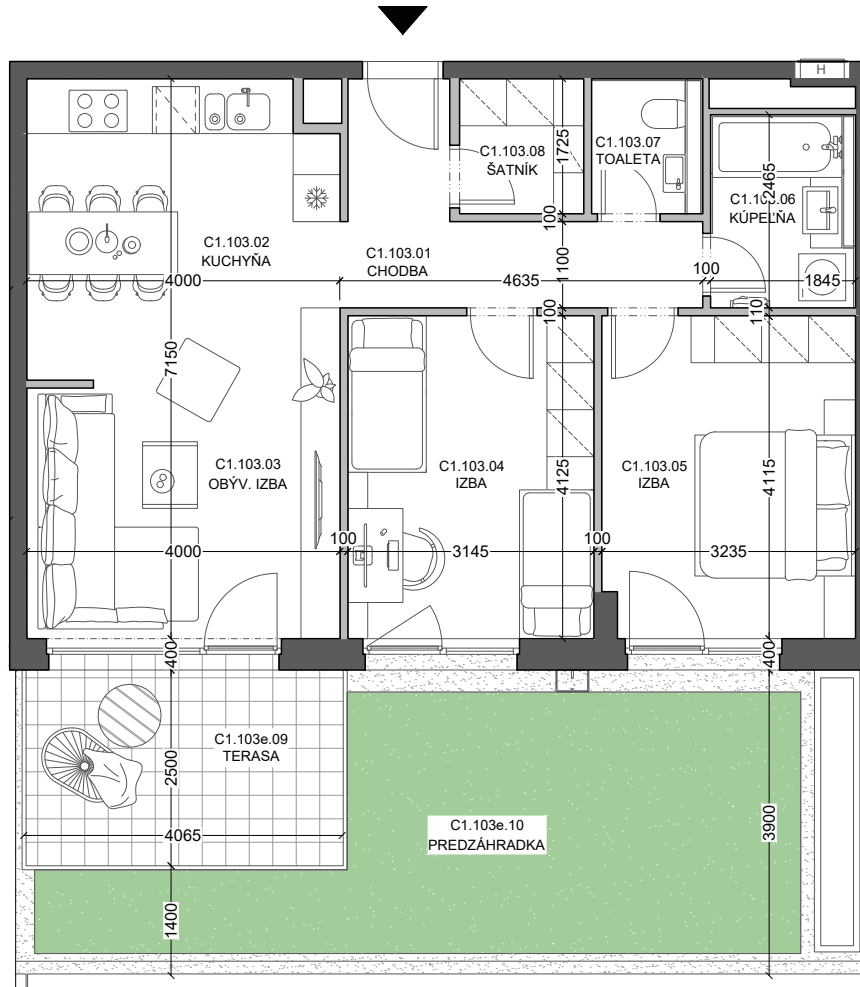 H
C1.103.08
ŠATNÍK
1725
C1.103.07
TOALETA
2465
C1.103.06
KÚPEĽŇA
C1.103.02
KUCHYŇA
C1.103.01
CHODBA
100
1100
4000
4635
100
1845
100
110
7150
C1.103.03
OBÝV. IZBA
C1.103.04
IZBA
4125
C1.103.05
IZBA
4115
4000
100
3145
100
3235
400
400
C1.103e.09
TERASA
2500
4065
C1.103e.10
PREDZÁHRADKA
3900
1400